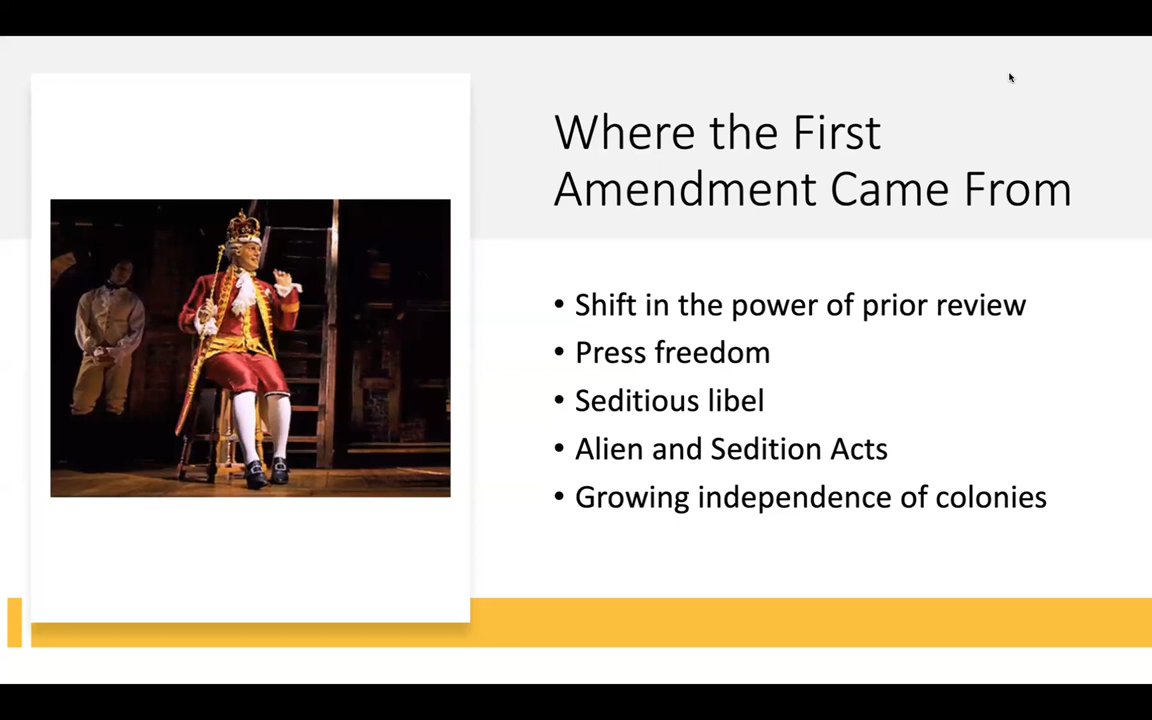 Where the First
Amendment Came From
• Shift in the power of prior review
• Press freedom
• Seditious libel
• Alien and Sedition Acts
• Growing independence of colonies